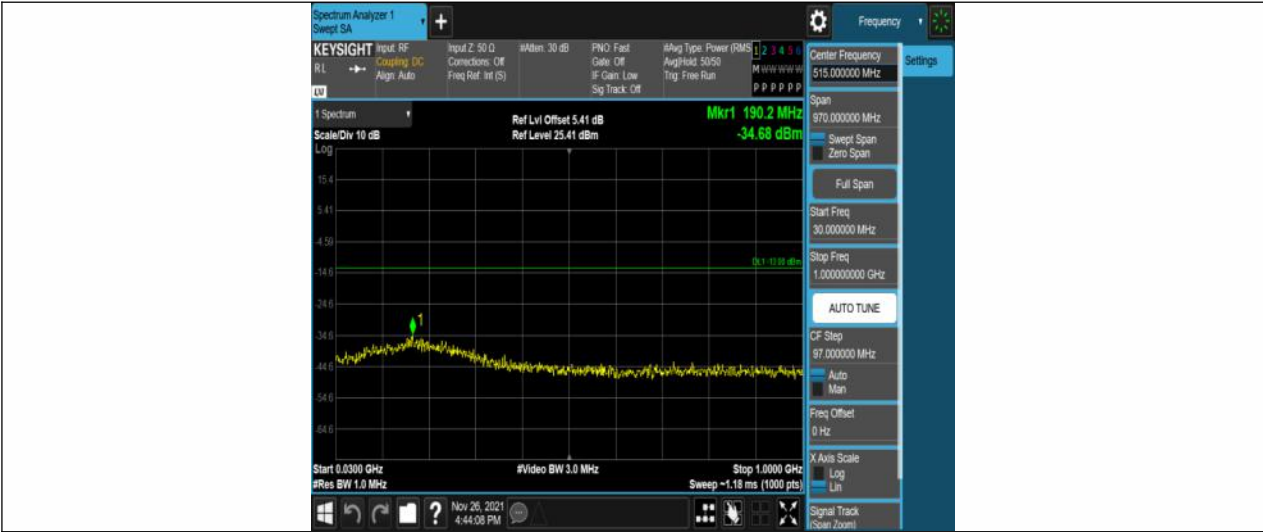 Spectrum Analyzer 1
Swept SA
+
Frequency
KEYSIGHT
RL
LV
Input: RF
Coupling: DC
Align: Auto
Input Z: 50 Ω
Corrections: Off
Freq Ref: Int (S)
#Atten: 30 dB
PNO: Fast
Gate: Off
IF Gain: Low
Sig Track: Off
#Avg Type: Power (RMS
Avg|Hold: 50/50
Trig: Free Run
1 2 3 4 5 6
M W W W W W
P P P P P P
1 Spectrum
Scale/Div 10 dB
Log
Ref Lvl Offset 5.41 dB
Ref Level 25.41 dBm
Mkr1 190.2 MHz
-34.68 dBm
15.4
5.41
-4.59
DL1 -13.00 dBm
-14.6
-24.6
1
-34.6
-44.6
-54.6
-64.6
Start 0.0300 GHz
#Res BW 1.0 MHz
#Video BW 3.0 MHz
Stop 1.0000 GHz
Sweep ~1.18 ms (1000 pts)
?
Nov 26, 2021
4:44:08 PM
Center Frequency
515.000000 MHz
Settings
Span
970.000000 MHz
Swept Span
Zero Span
Full Span
Start Freq
30.000000 MHz
Stop Freq
1.000000000 GHz
AUTO TUNE
CF Step
97.000000 MHz
Auto
Man
Freq Offset
0 Hz
X Axis Scale
Log
Lin
Signal Track
(Span Zoom)